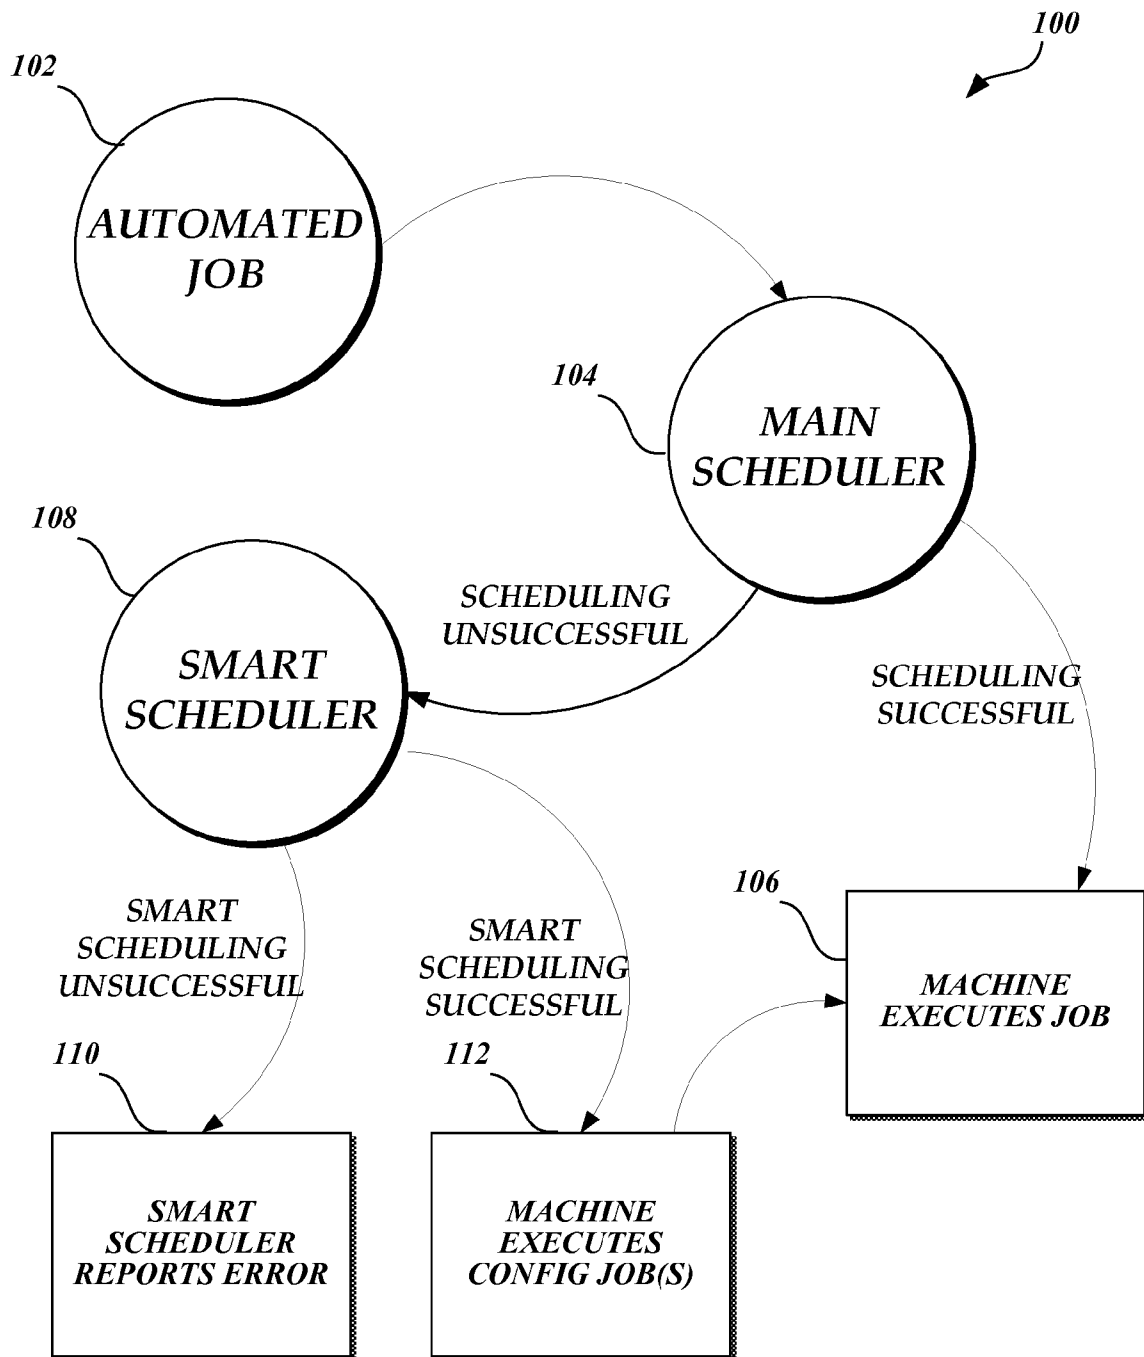 100
102
AUTOMATED
JOB
104
MAIN
SCHEDULER
108
SCHEDULING
UNSUCCESSFUL
SMART
SCHEDULER
SCHEDULING
SUCCESSFUL
106
SMART
SCHEDULING
UNSUCCESSFUL
SMART
SCHEDULING
SUCCESSFUL
MACHINE
EXECUTES JOB
110
112
SMART
SCHEDULER
REPORTS ERROR
MACHINE
EXECUTES
CONFIG JOB(S)